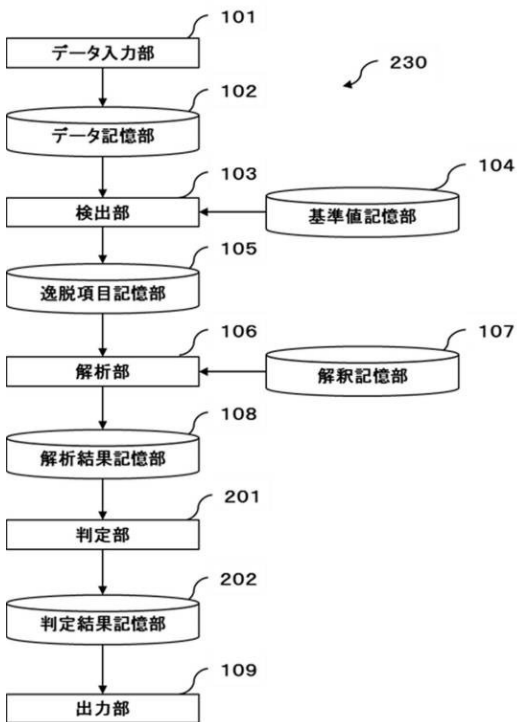 101
データ入力部
230
102
データ記憶部
103
検出部
104
基準値記憶部
105
逸脱項目記憶部
106
解析部
107
解釈記憶部
108
解析結果記憶部
201
判定部
202
判定結果記憶部
109
出力部